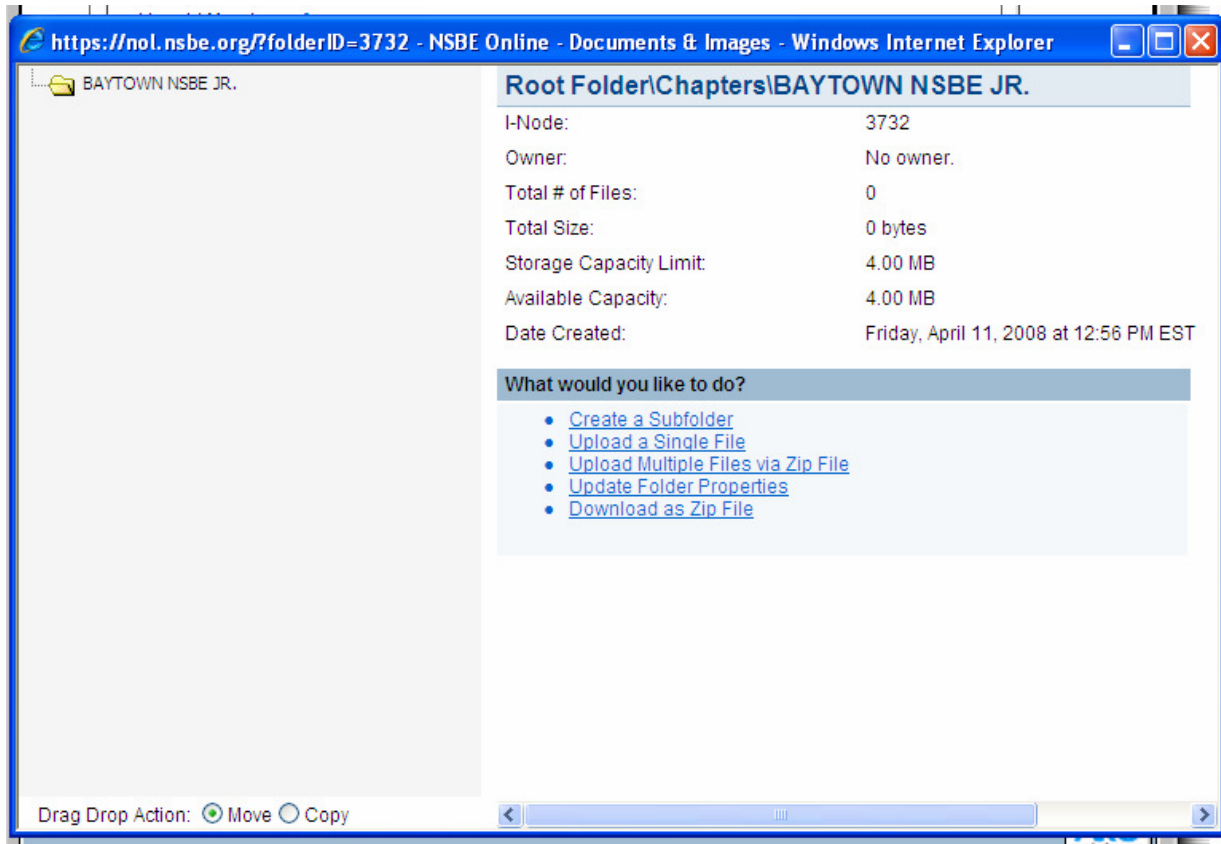 https://nol.nsbe.org/?folderID=3732 - NSBE Online - Documents & Images - Windows Internet Explorer
BAYTOWN NSBE JR.
Root Folder\Chapters\BAYTOWN NSBE JR.
I-Node: 3732
Owner: No owner.
Total # of Files: 0
Total Size: 0 bytes
Storage Capacity Limit: 4.00 MB
Available Capacity: 4.00 MB
Date Created: Friday, April 11, 2008 at 12:56 PM EST
What would you like to do?
Create a Subfolder
Upload a Single File
Upload Multiple Files via Zip File
Update Folder Properties
Download as Zip File
Drag Drop Action: Move Copy